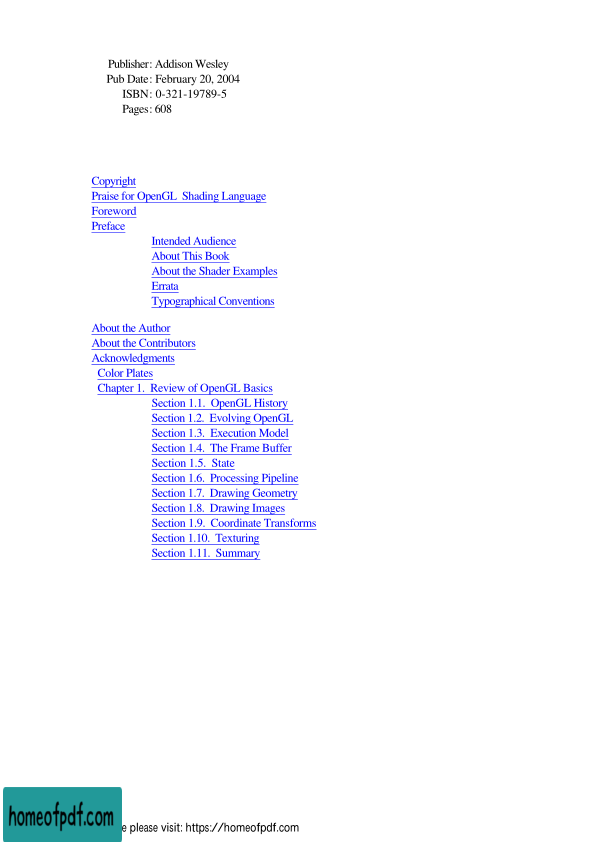 Publisher: Addison Wesley
Pub Date: February 20, 2004
ISBN: 0-321-19789-5
Pages: 608
Copyright
Praise for OpenGL Shading Language
Foreword
Preface
Intended Audience
About This Book
About the Shader Examples
Errata
Typographical Conventions
About the Author
About the Contributors
Acknowledgments
Color Plates
Chapter 1. Review of OpenGL Basics
Section 1.1. OpenGL History
Section 1.2. Evolving OpenGL
Section 1.3. Execution Model
Section 1.4. The Frame Buffer
Section 1.5. State
Section 1.6. Processing Pipeline
Section 1.7. Drawing Geometry
Section 1.8. Drawing Images
Section 1.9. Coordinate Transforms
Section 1.10. Texturing
Section 1.11. Summary
homeofpdf.com
please visit: https://homeofpdf.com